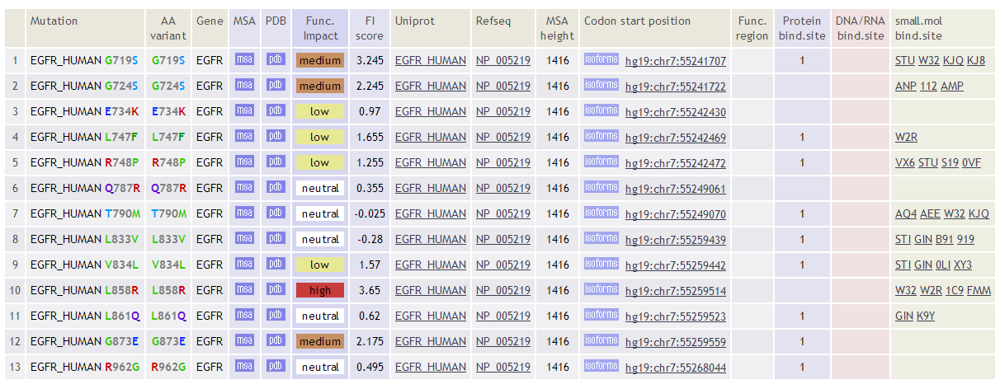 Mutation AA variant Gene MSA PDB Func. Impact FI score Uniprot Refseq MSA height Codon start position Func. region Protein bind.site DNA/RNA bind.site small.mol bind.site
1 EGFR_HUMAN G719S G719S EGFR msa pdb medium 3.245 EGFR_HUMAN NP_005219 1416 isoforms hg19:chr7:55241707 1 STU W32 KJQ KJ8
2 EGFR_HUMAN G724S G724S EGFR msa pdb medium 2.245 EGFR_HUMAN NP_005219 1416 isoforms hg19:chr7:55241722 ANP 112 AMP
3 EGFR_HUMAN E734K E734K EGFR msa pdb low 0.97 EGFR_HUMAN NP_005219 1416 isoforms hg19:chr7:55242430
4 EGFR_HUMAN L747F L747F EGFR msa pdb low 1.655 EGFR_HUMAN NP_005219 1416 isoforms hg19:chr7:55242469 1 W2R
5 EGFR_HUMAN R748P R748P EGFR msa pdb low 1.255 EGFR_HUMAN NP_005219 1416 isoforms hg19:chr7:55242472 1 VX6 STU S19 0VF
6 EGFR_HUMAN Q787R Q787R EGFR msa pdb neutral 0.355 EGFR_HUMAN NP_005219 1416 isoforms hg19:chr7:55249061
7 EGFR_HUMAN T790M T790M EGFR msa pdb neutral -0.025 EGFR_HUMAN NP_005219 1416 isoforms hg19:chr7:55249070 1 AQ4 AEE W32 KJQ
8 EGFR_HUMAN L833V L833V EGFR msa pdb neutral -0.28 EGFR_HUMAN NP_005219 1416 isoforms hg19:chr7:55259439 1 STI GIN B91 919
9 EGFR_HUMAN V834L V834L EGFR msa pdb low 1.57 EGFR_HUMAN NP_005219 1416 isoforms hg19:chr7:55259442 1 STI GIN 0LI XY3
10 EGFR_HUMAN L858R L858R EGFR msa pdb high 3.65 EGFR_HUMAN NP_005219 1416 isoforms hg19:chr7:55259514 W32 W2R 1C9 FMM
11 EGFR_HUMAN L861Q L861Q EGFR msa pdb neutral 0.62 EGFR_HUMAN NP_005219 1416 isoforms hg19:chr7:55259523 1 GIN K9Y
12 EGFR_HUMAN G873E G873E EGFR msa pdb medium 2.175 EGFR_HUMAN NP_005219 1416 isoforms hg19:chr7:55259559 1
13 EGFR_HUMAN R962G R962G EGFR msa pdb neutral 0.495 EGFR_HUMAN NP_005219 1416 isoforms hg19:chr7:55268044 1